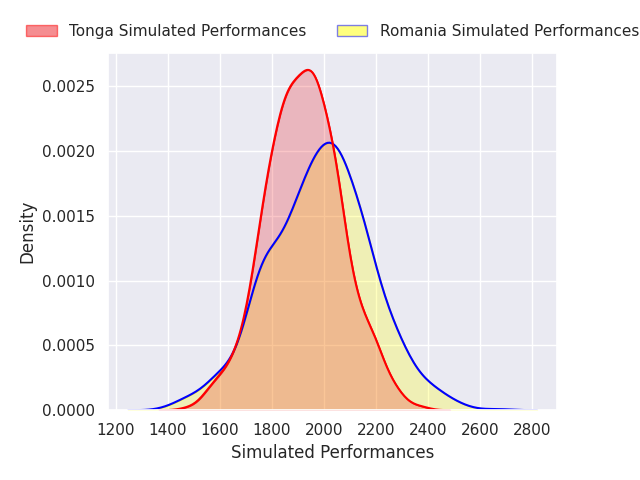 Tonga Simulated Performances
Romania Simulated Performances
0.0025
0.0020
0.0015
0.0010
0.0005
0.0000
Density
1200 1400 1600 1800 2000 2200 2400 2600 2800
Simulated Performances